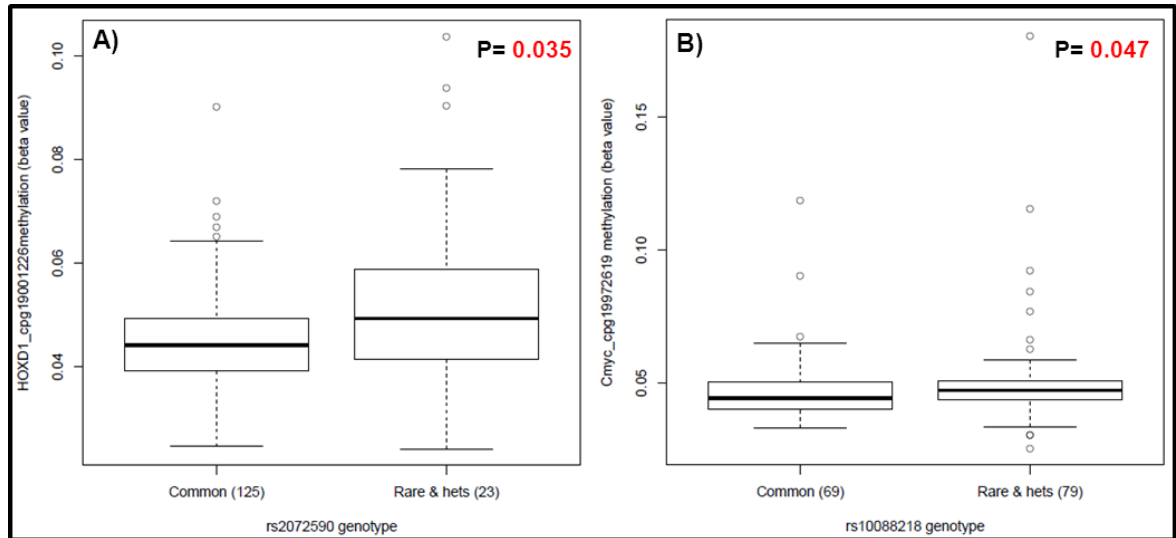 A)
P= 0.035
HOXD1_cpg19001226methylation (beta value)
0.10
0.08
0.06
0.04
Common (125)
Rare & hets (23)
rs2072590 genotype
B)
P= 0.047
Cmyc_cpg19972619 methylation (beta value)
0.15
0.10
0.05
Common (69)
Rare & hets (79)
rs10088218 genotype